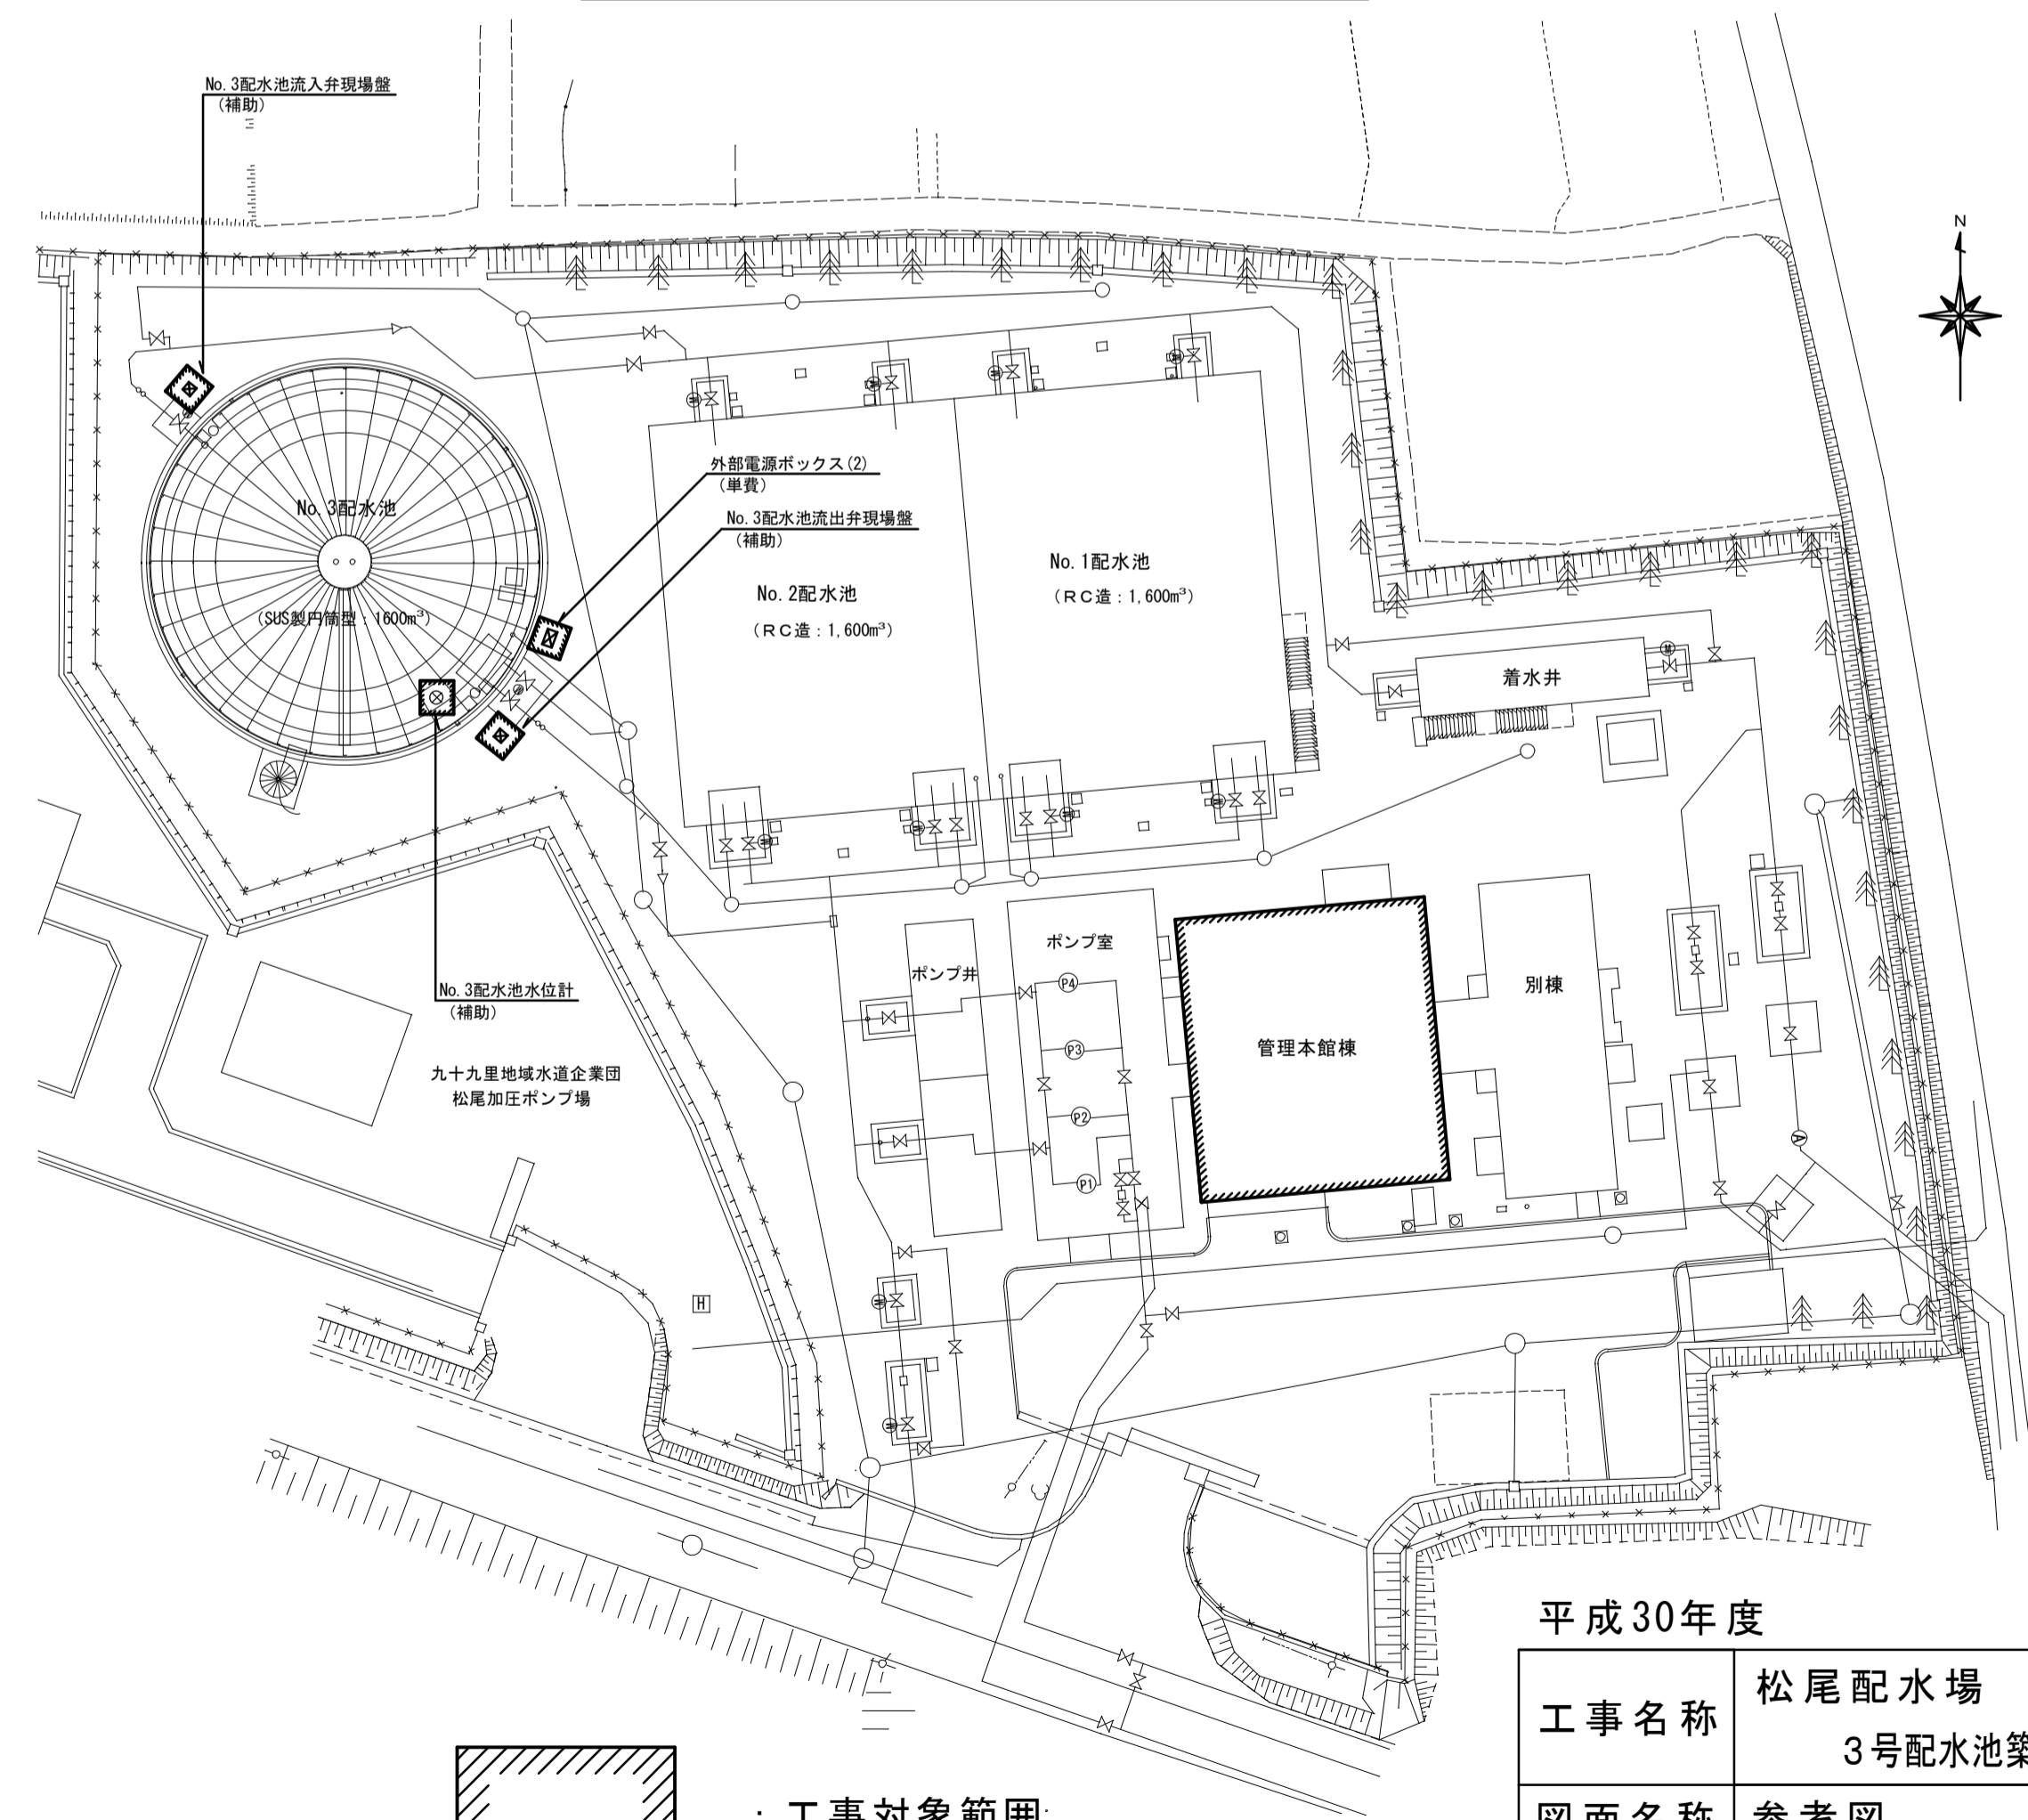 No.3配水池流入弁現場盤
(補助)
N
外部電源ボックス(2)
(単費)
No.3配水池流出弁現場盤
(補助)
No.3配水池
(SUS製円筒型：1600m³)
No.2配水池
(ＲＣ造：1,600m³)
No.1配水池
(ＲＣ造：1,600m³)
着水井
No.3配水池水位計
(補助)
九十九里地域水道企業団
松尾加圧ポンプ場
ポンプ井
ポンプ室
P4
P3
P2
P1
管理本館棟
別棟
A
H
平成30年度
工事名称
松尾配水場
３号配水池築
図面名称
参考図
：工事対象範囲